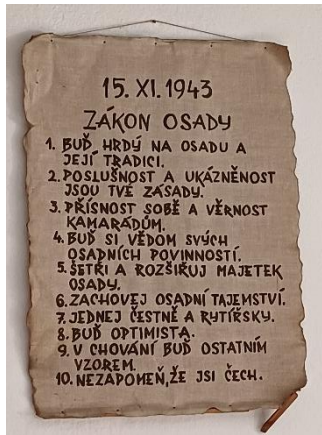 15. XI. 1943
ZÁKON OSADY
1. BUĎ HRDÝ NA OSADU A
JEJÍ TRADICI.
2. POSLUŠNOST A UKÁZNĚNOST
JSOU TVÉ ZÁSADY.
3. PŘÍSNOST SOBĚ A VĚRNOST
KAMARÁDŮM.
4. BUĎ SI VĚDOM SVÝCH
OSADNÍCH POVINNOSTÍ.
5. ŠETŘI A ROZŠIŘUJ MAJETEK
OSADY.
6. ZACHOVEJ OSADNÍ TAJEMSTVÍ.
7. JEDNEJ ČESTNĚ A RYTÍŘSKY.
8. BUĎ OPTIMISTA.
9. V CHOVÁNÍ BUĎ OSTATNÍM
VZOREM.
10. NEZAPOMEŇ, ŽE JSI ČECH.